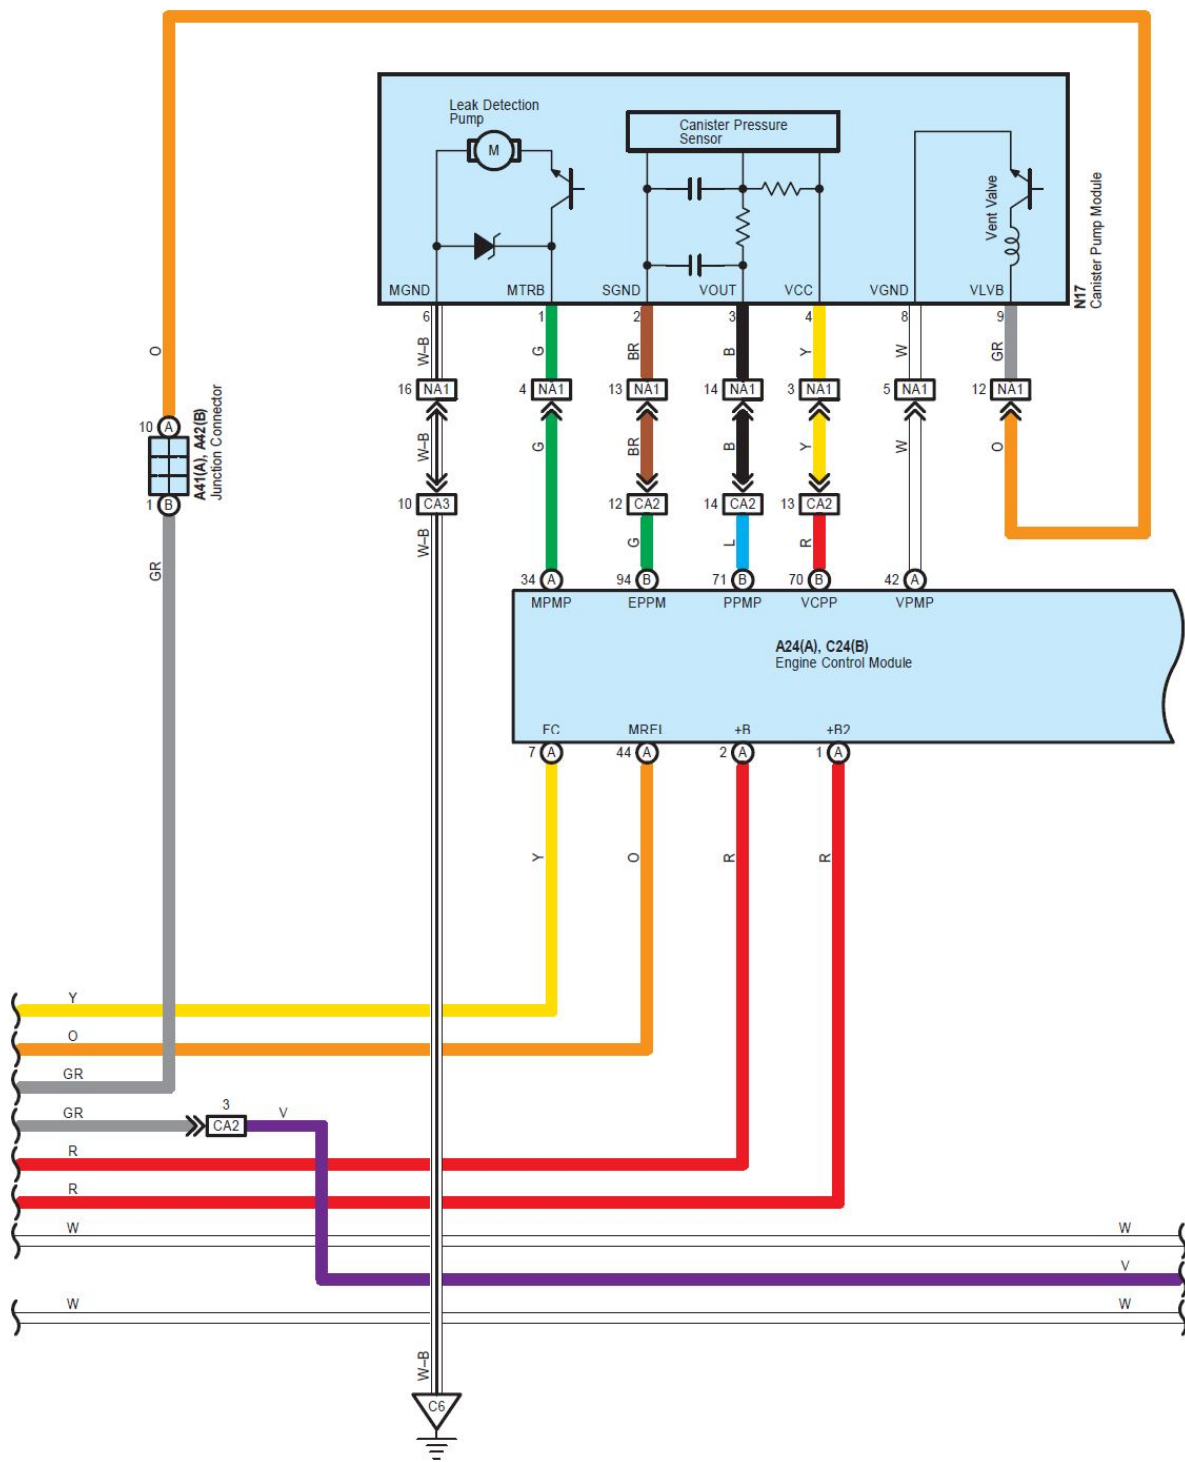 Leak Detection
Pump
M
Canister Pressure
Sensor
Vent Valve
N17
Canister Pump Module
MGND MTRB SGND VOUT VCC VGND VLVB
6 1 2 3 4 8 9
W–B G BR B Y W GR
16 NA1 4 NA1 13 NA1 14 NA1 3 NA1 5 NA1 12 NA1
O
10 A
A41(A), A42(B)
Junction Connector
1 B
GR
W–B G BR B Y W O
10 CA3 12 CA2 14 CA2 13 CA2
W–B G L R
34 A 94 B 71 B 70 B 42 A
MPMP EPPM PPMP VCPP VPMP
A24(A), C24(B)
Engine Control Module
FC MREL +B +B2
7 A 44 A 2 A 1 A
Y O R R
Y
O
GR
GR 3 CA2 V
R
R
W W
V
W W
W–B
C6